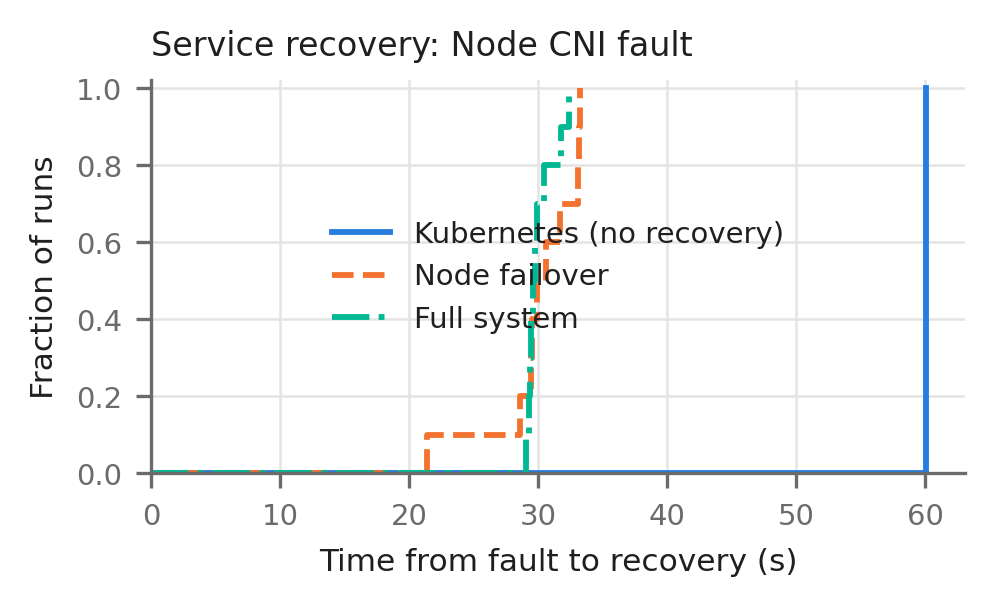 Service recovery: Node CNI fault
Fraction of runs
1.0
0.8
0.6
0.4
0.2
0.0
Kubernetes (no recovery)
Node failover
Full system
0 10 20 30 40 50 60
Time from fault to recovery (s)